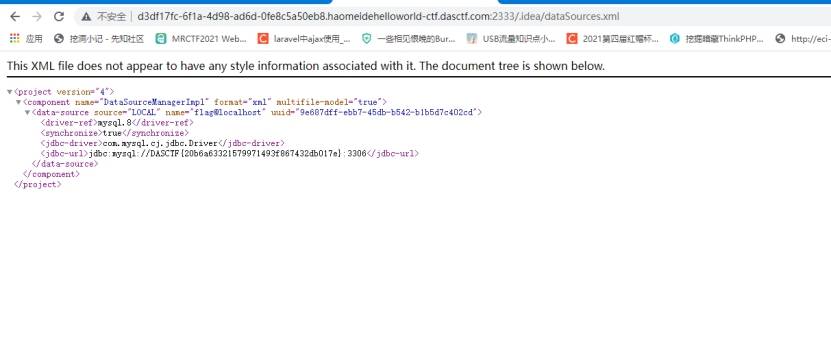 不安全 | d3df17fc-6f1a-4d98-ad6d-0fe8c5a50eb8.haomeidehelloworld-ctf.dasctf.com:2333/.idea/dataSources.xml
应用 挖洞小记 - 先知社区 MRCTF2021 Web... laravel中ajax使用_... 一些相见恨晚的Bur... USB流量知识点小... 2021第四届红帽杯... 挖掘暗藏ThinkPHP... http://eci-
This XML file does not appear to have any style information associated with it. The document tree is shown below.
<project version="4">
<component name="DataSourceManagerImpl" format="xml" multifile-model="true">
<data-source source="LOCAL" name="flag@localhost" uuid="9e687dff-ebb7-45db-b542-b1b5d7c402cd">
<driver-ref>mysql.8</driver-ref>
<synchronize>true</synchronize>
<jdbc-driver>com.mysql.cj.jdbc.Driver</jdbc-driver>
<jdbc-url>jdbc:mysql://DASCTF{20b6a63321579971493f867432db017e}:3306</jdbc-url>
</data-source>
</component>
</project>